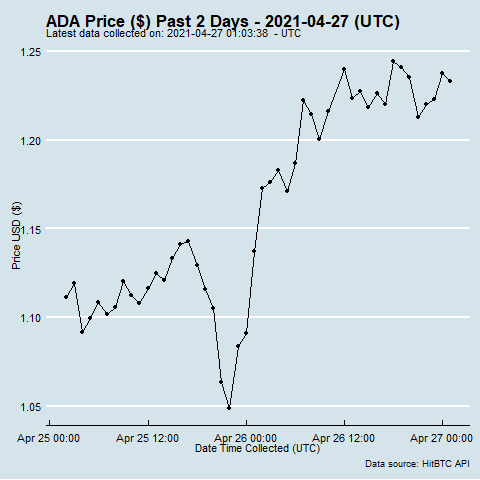 ADA Price ($) Past 2 Days - 2021-04-27 (UTC)
Latest data collected on: 2021-04-27 01:03:38 - UTC
1.25
1.20
1.15
1.10
1.05
Price USD ($)
Apr 25 00:00 Apr 25 12:00 Apr 26 00:00 Apr 26 12:00 Apr 27 00:00
Date Time Collected (UTC)
Data source: HitBTC API